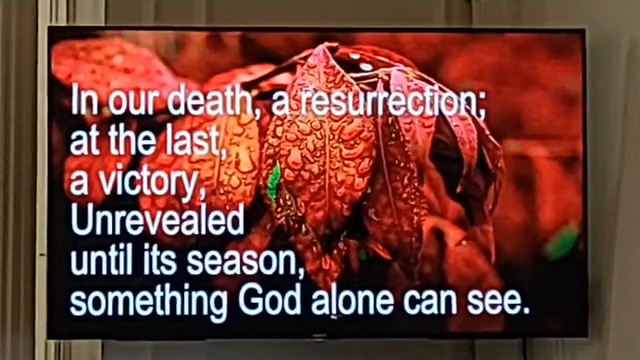 In our death, a resurrection;
at the last,
a victory,
Unrevealed
until its season,
something God alone can see.